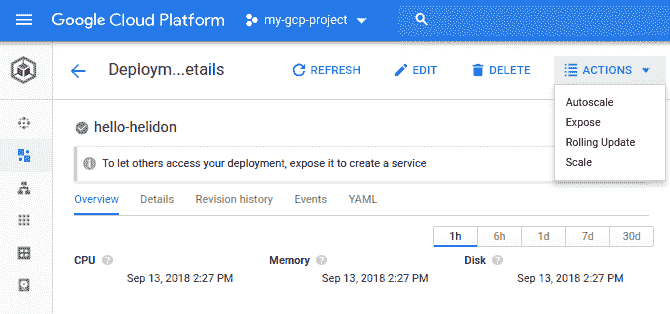 Google Cloud Platform my-gcp-project
Deploym...etails REFRESH EDIT DELETE ACTIONS
Autoscale
Expose
Rolling Update
Scale
hello-helidon
To let others access your deployment, expose it to create a service
Overview Details Revision history Events YAML
1h 6h 1d 7d 30d
CPU Memory Disk
Sep 13, 2018 2:27 PM Sep 13, 2018 2:27 PM Sep 13, 2018 2:27 PM